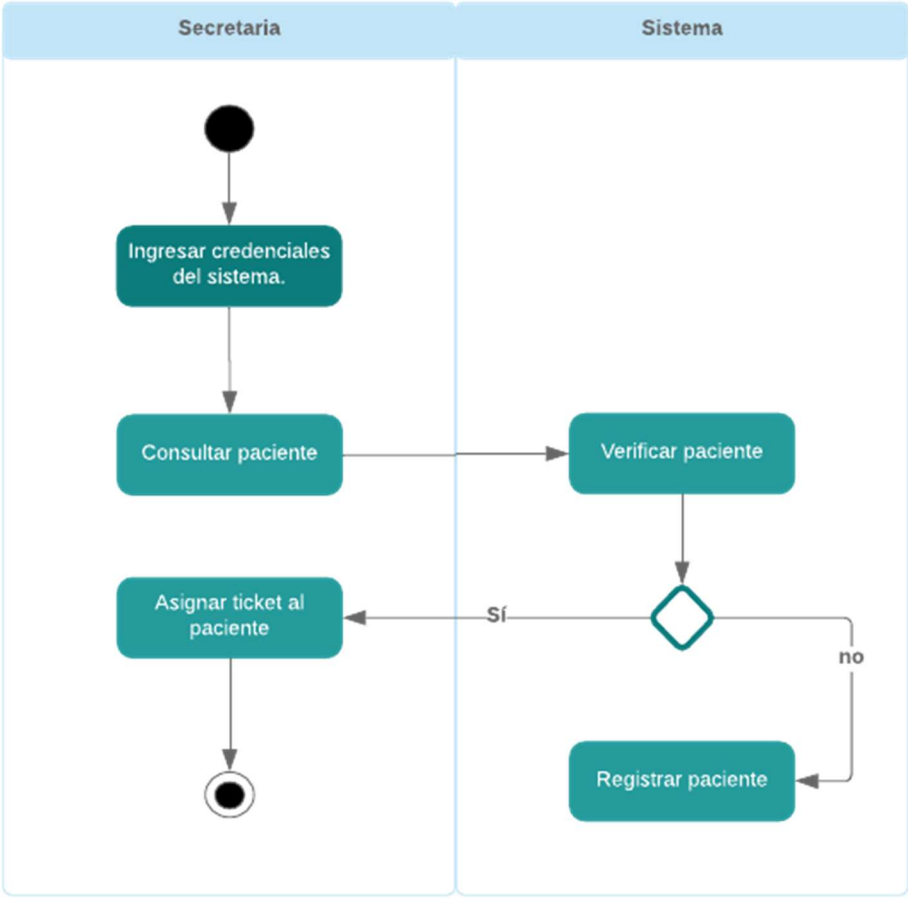 Secretaria
Sistema
Ingresar credenciales
del sistema.
Consultar paciente
Verificar paciente
Asignar ticket al
paciente
Sí
no
Registrar paciente